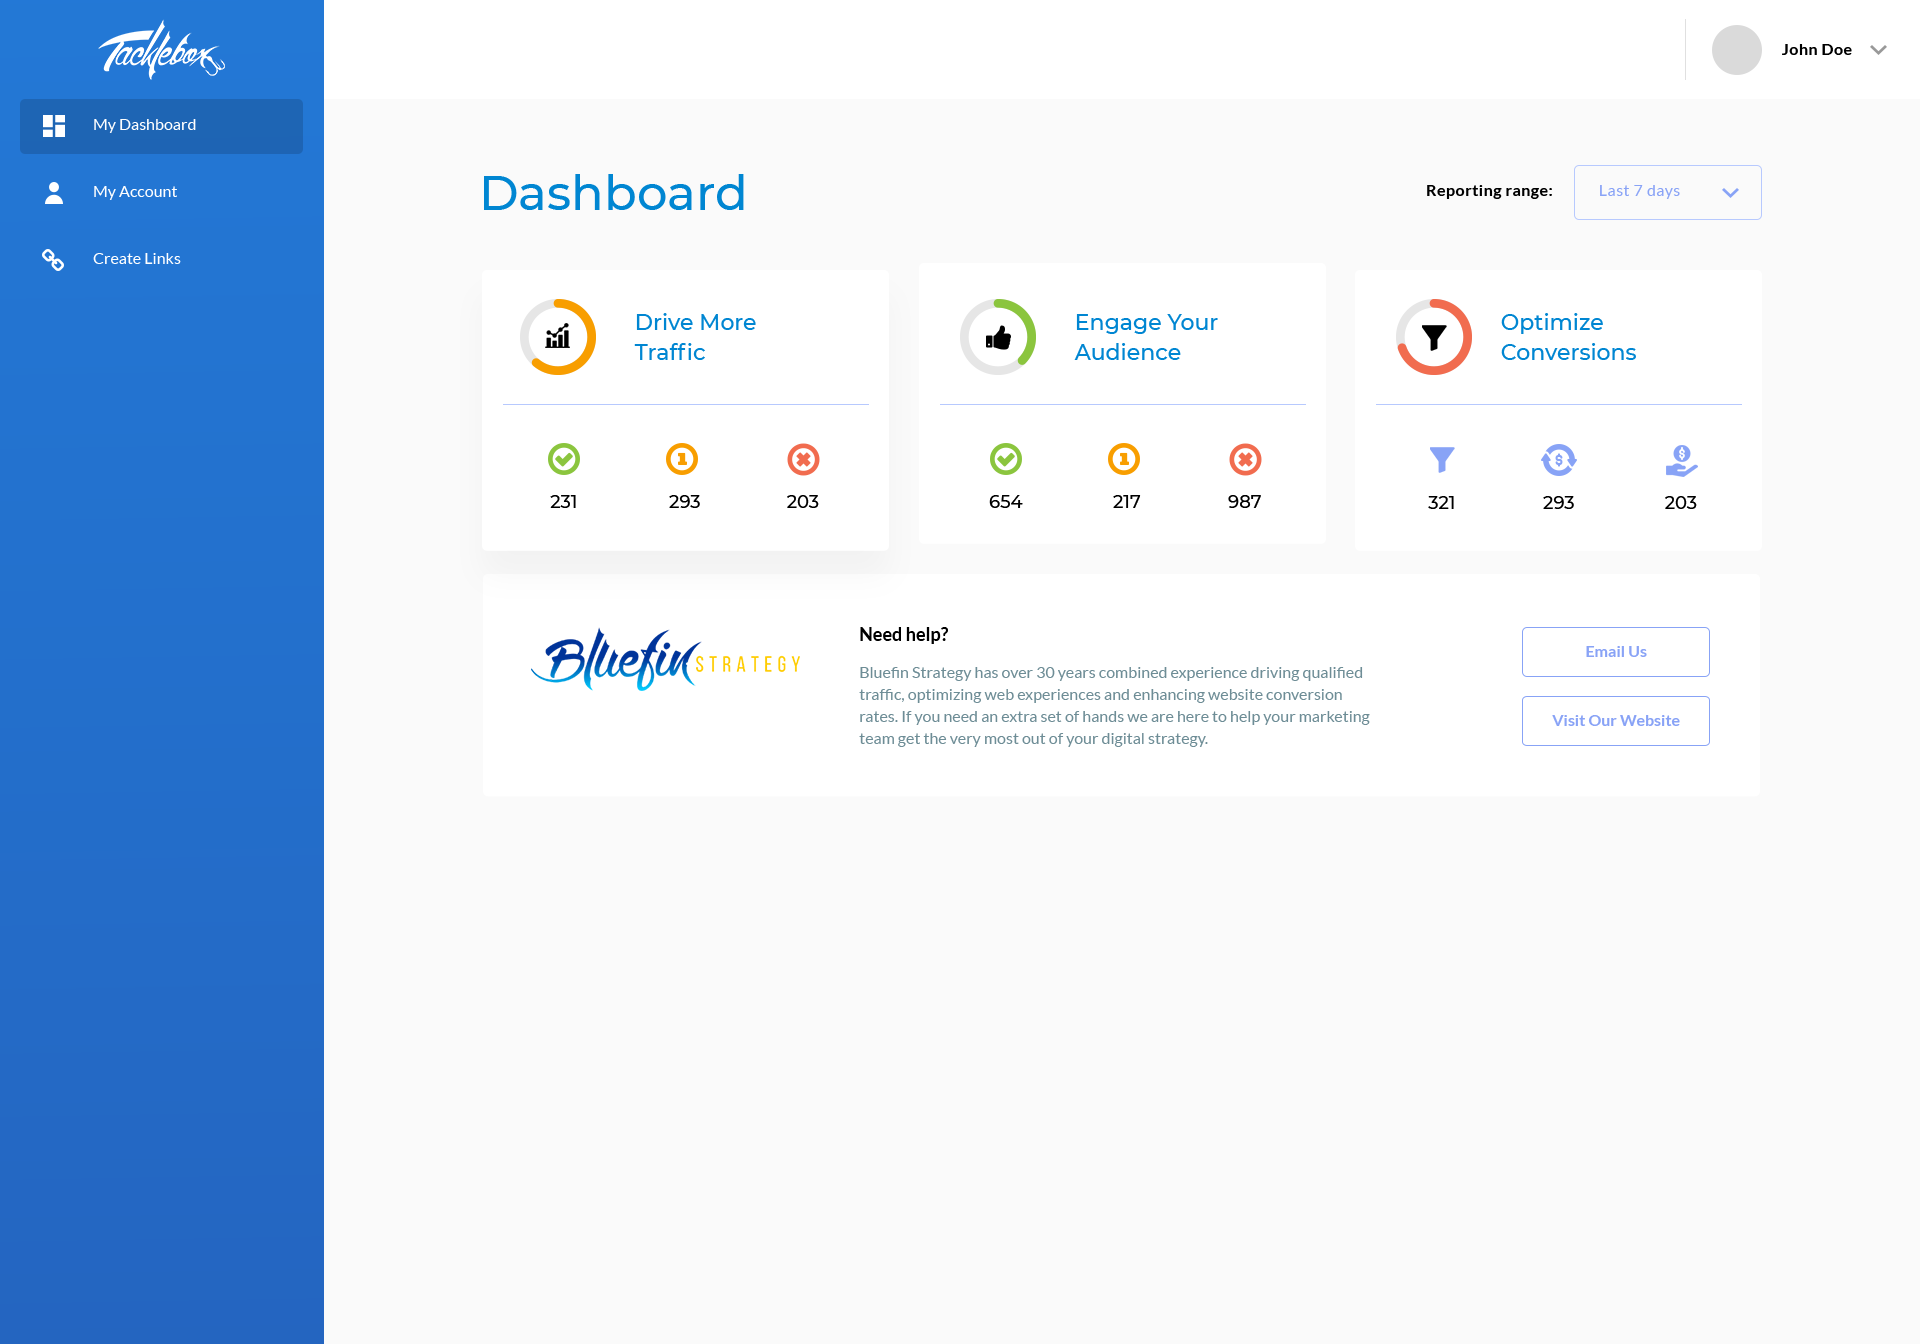 Tacklebox
John Doe
My Dashboard
My Account
Create Links
Dashboard
Reporting range:
Last 7 days
Drive More
Traffic
231
293
203
Engage Your
Audience
654
217
987
Optimize
Conversions
321
293
203
Bluefin STRATEGY
Need help?
Bluefin Strategy has over 30 years combined experience driving qualified
traffic, optimizing web experiences and enhancing website conversion
rates. If you need an extra set of hands we are here to help your marketing
team get the very most out of your digital strategy.
Email Us
Visit Our Website